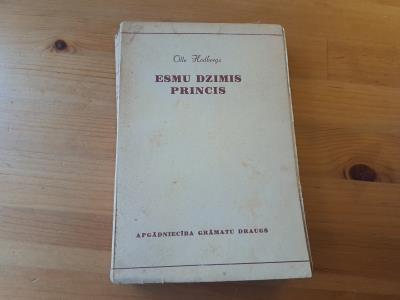 Olle Hedbergs
ESMU DZIMIS
PRINCIS
APGĀDNIECĪBA GRĀMATU DRAUGS